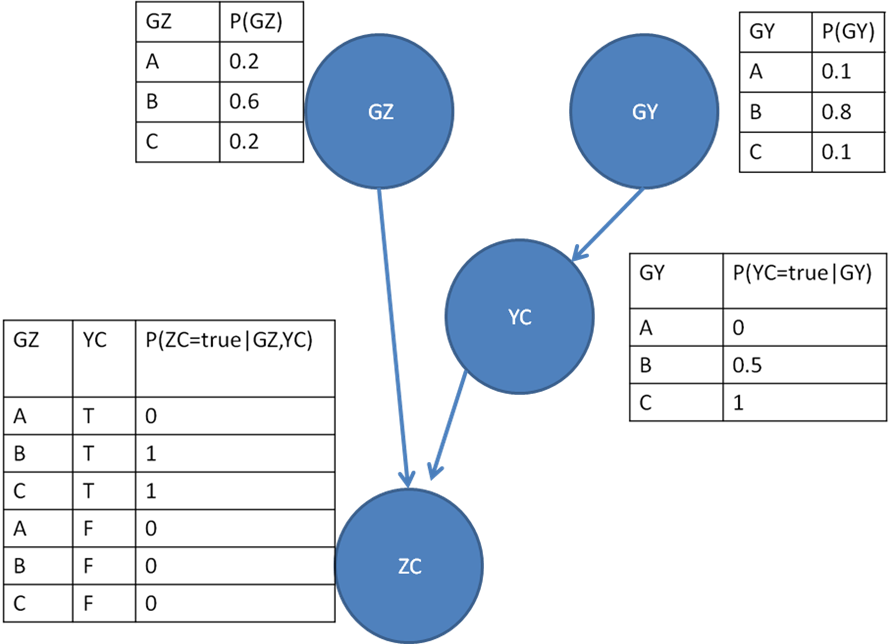 GZ P(GZ)
A 0.2
B 0.6
C 0.2
GZ
GY
GY P(GY)
A 0.1
B 0.8
C 0.1
YC
GY P(YC=true|GY)
A 0
B 0.5
C 1
GZ YC P(ZC=true|GZ,YC)
A T 0
B T 1
C T 1
A F 0
B F 0
C F 0
ZC